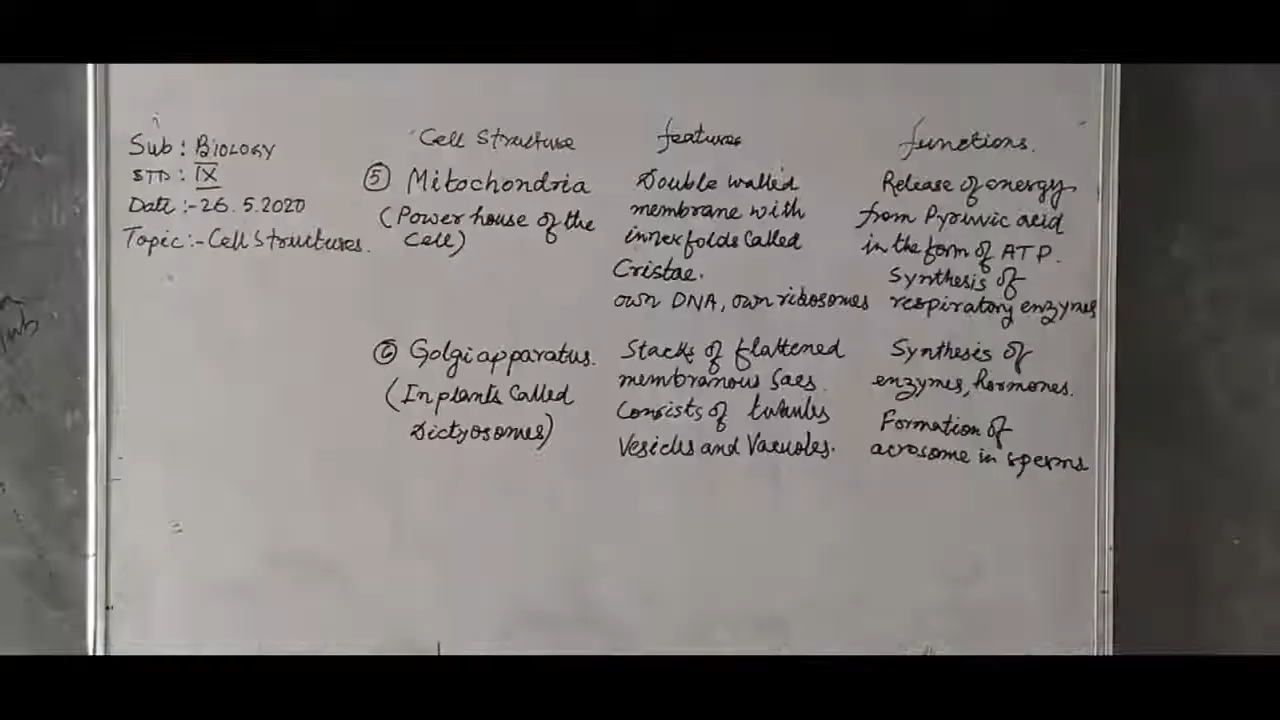 Sub : BIOLOGY
STD : IX
Date :- 26.5.2020
Topic :- Cell Structures.
Cell Structure
features
functions.
5 Mitochondria
(Power house of the
Cell)
Double walled
membrane with
inner folds called
Cristae.
own DNA, own ribosomes
Release of energy
from Pyruvic acid
in the form of ATP.
Synthesis of
respiratory enzymes
6 Golgi apparatus.
(In plants Called
Dictyosomes)
Stacks of flattened
membranous Sacs.
Consists of tubules
Vesicles and Vacuoles.
Synthesis of
enzymes, hormones.
Formation of
acrosome in sperms